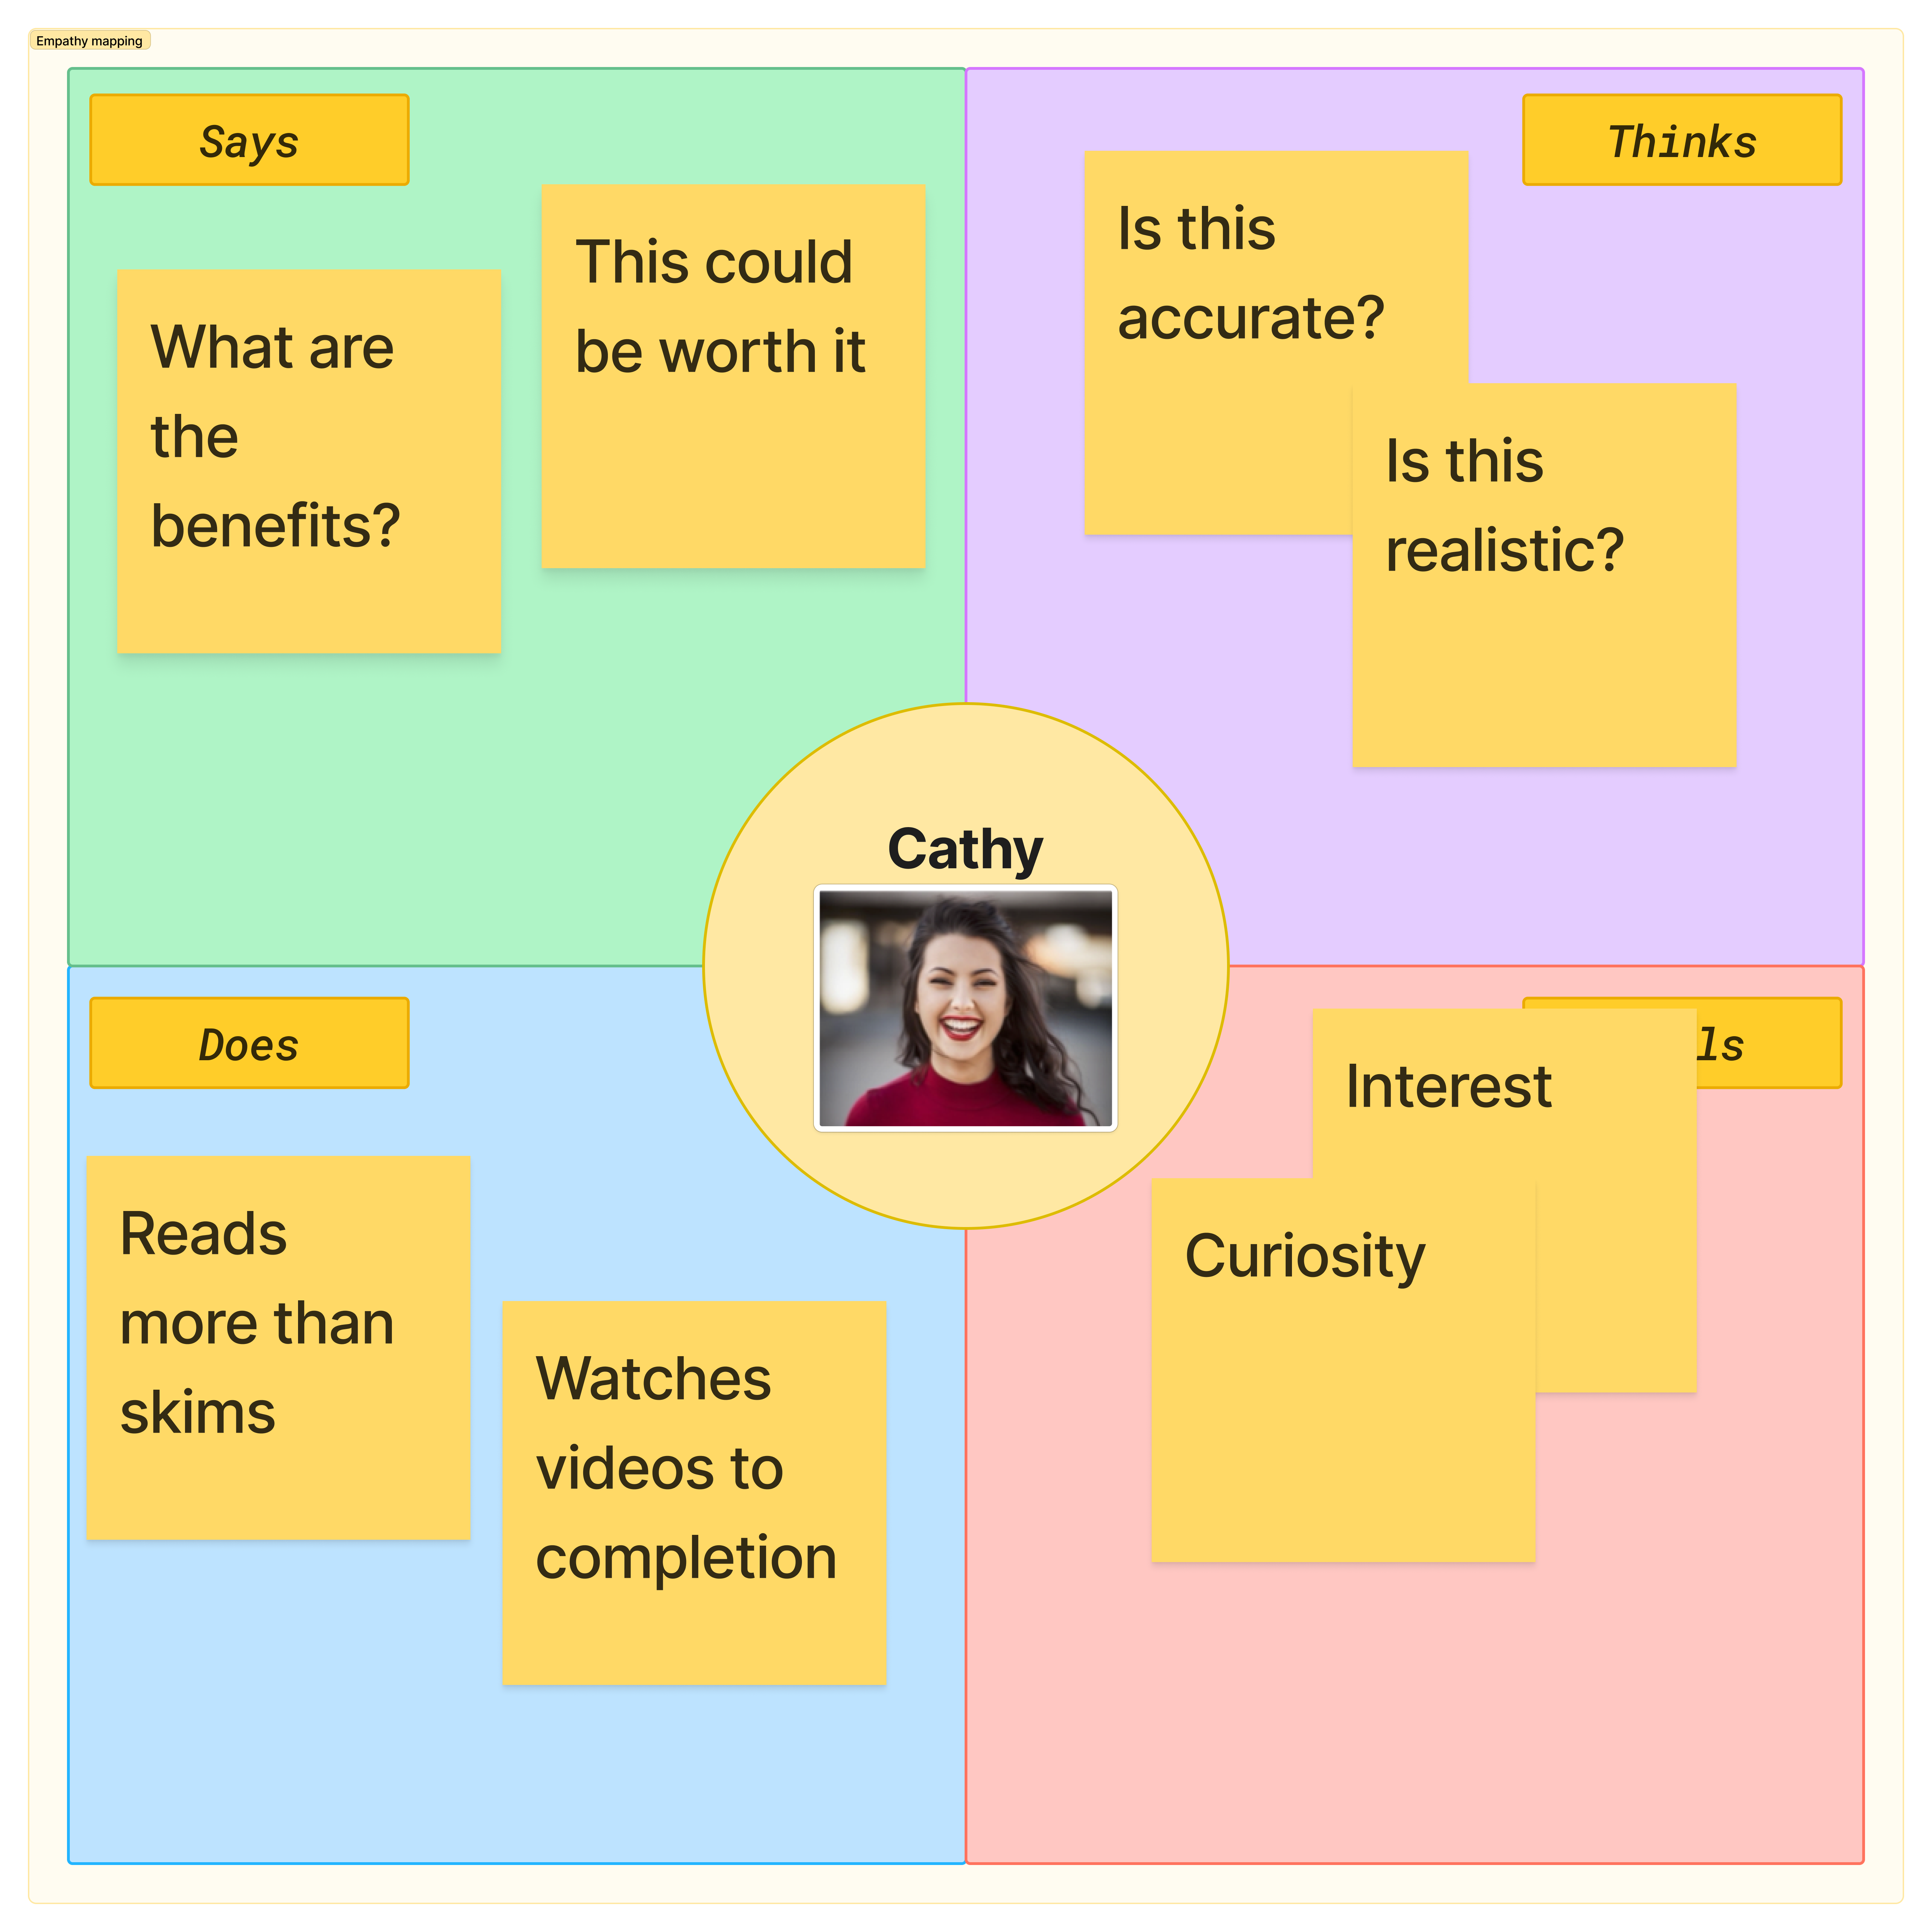 Empathy mapping
Says
What are
the
benefits?
This could
be worth it
Thinks
Is this
accurate?
Is this
realistic?
Cathy
Does
Reads
more than
skims
Watches
videos to
completion
ls
Interest
Curiosity